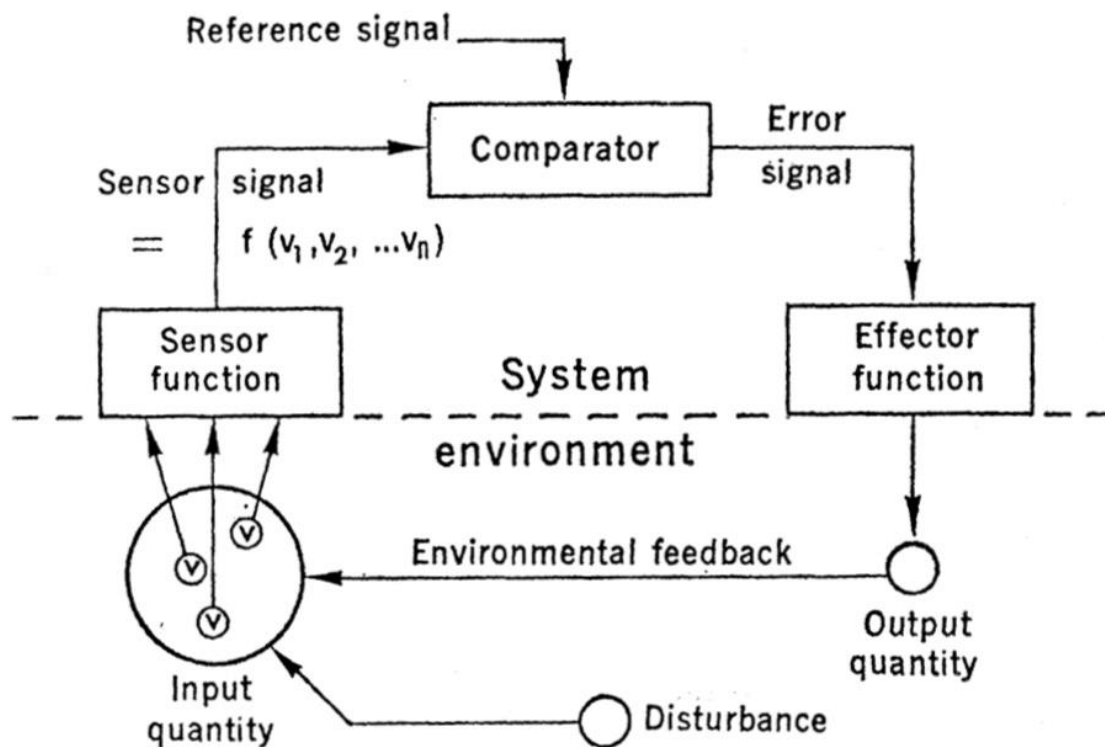 Reference signal
Comparator
Error
signal
Sensor signal
= f (v₁, v₂, ...vₙ)
Sensor
function
Effector
function
System
environment
v
v
v
Environmental feedback
Output
quantity
Input
quantity
Disturbance